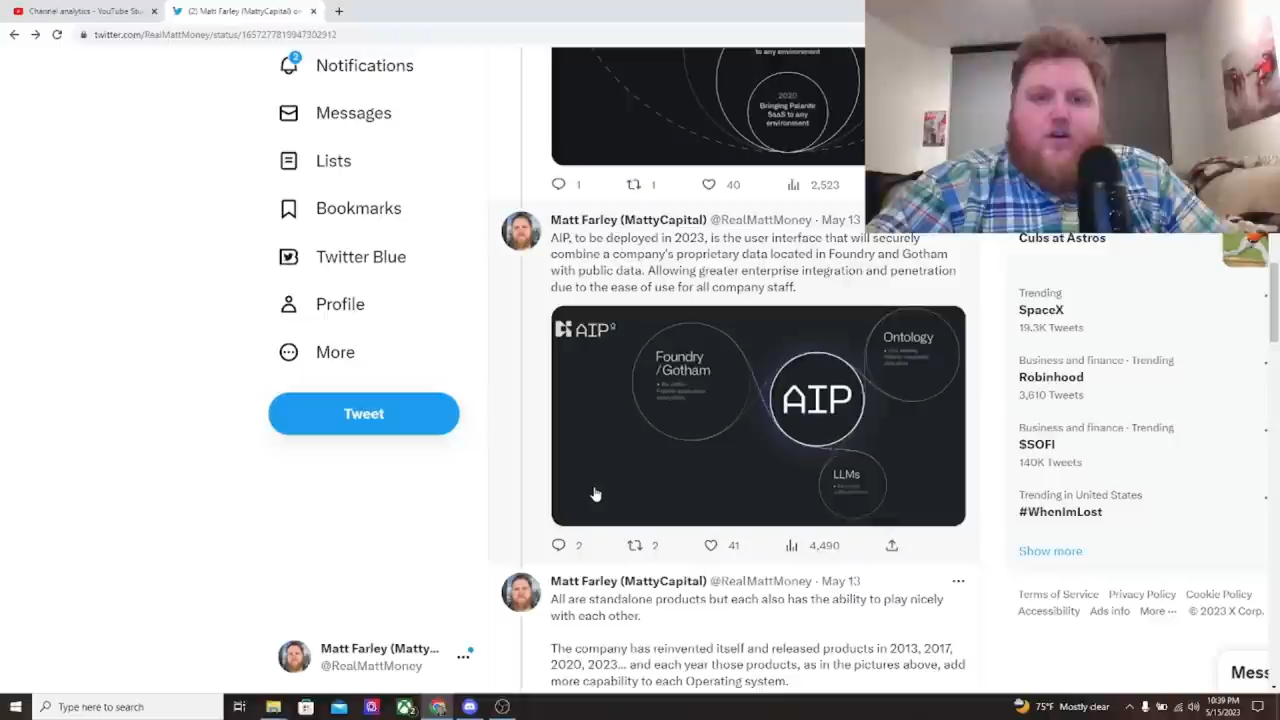 Channel analytics - YouTube Stu
(2) Matt Farley (MattyCapital) o
twitter.com/RealMattMoney/status/1657277819947302912
2
Notifications
Messages
Lists
Bookmarks
Twitter Blue
Profile
More
Tweet
Matt Farley (Matty...
@RealMattMoney
to any environment
2020
Bringing Palantir
SaaS to any
environment
1
1
40
2,523
Matt Farley (MattyCapital) @RealMattMoney · May 13
AIP, to be deployed in 2023, is the user interface that will securely
combine a company's proprietary data located in Foundry and Gotham
with public data. Allowing greater enterprise integration and penetration
due to the ease of use for all company staff.
AIP
Foundry
/Gotham
AIP
Ontology
LLMs
2
2
41
4,490
Matt Farley (MattyCapital) @RealMattMoney · May 13
All are standalone products but each also has the ability to play nicely
with each other.
The company has reinvented itself and released products in 2013, 2017,
2020, 2023... and each year those products, as in the pictures above, add
more capability to each Operating system.
Cubs at Astros
Trending
SpaceX
19.3K Tweets
Business and finance · Trending
Robinhood
3,610 Tweets
Business and finance · Trending
$SOFI
140K Tweets
Trending in United States
#WhenImLost
Show more
Terms of Service Privacy Policy Cookie Policy
Accessibility Ads info More ··· © 2023 X Corp.
Mess
Type here to search
75°F Mostly clear
10:39 PM
5/15/2023